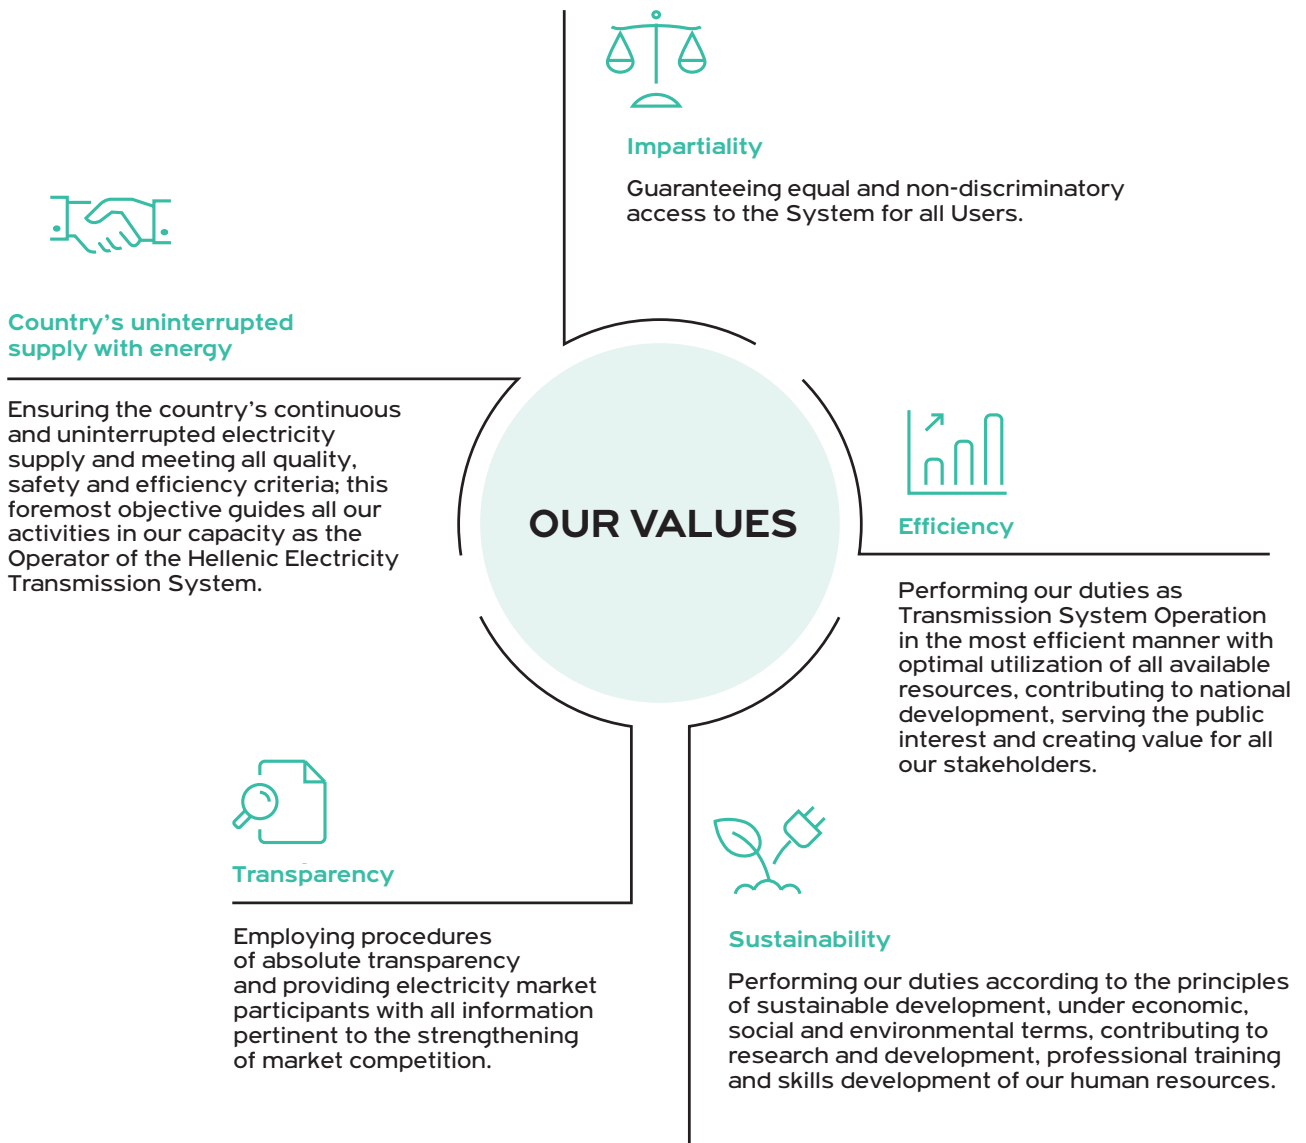 Impartiality
Guaranteeing equal and non-discriminatory
access to the System for all Users.
Country's uninterrupted
supply with energy
Ensuring the country's continuous
and uninterrupted electricity
supply and meeting all quality,
safety and efficiency criteria; this
foremost objective guides all our
activities in our capacity as the
Operator of the Hellenic Electricity
Transmission System.
OUR VALUES
Efficiency
Performing our duties as
Transmission System Operation
in the most efficient manner with
optimal utilization of all available
resources, contributing to national
development, serving the public
interest and creating value for all
our stakeholders.
Transparency
Employing procedures
of absolute transparency
and providing electricity market
participants with all information
pertinent to the strengthening
of market competition.
Sustainability
Performing our duties according to the principles
of sustainable development, under economic,
social and environmental terms, contributing to
research and development, professional training
and skills development of our human resources.